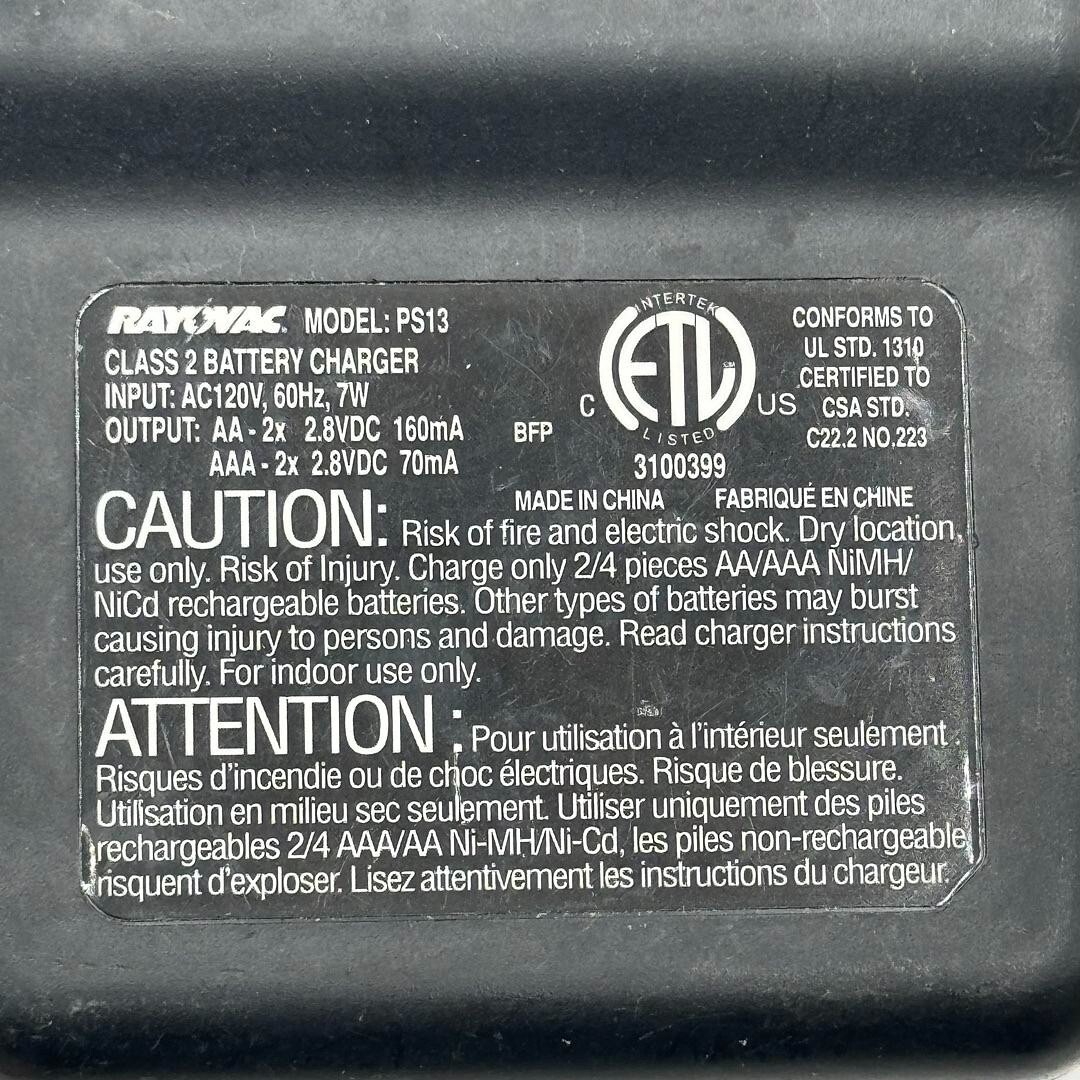 RAYOVAC MODEL: PS13
CLASS 2 BATTERY CHARGER
INPUT: AC120V, 60Hz, 7W
OUTPUT: AA - 2x 2.8VDC 160mA
AAA - 2x 2.8VDC 70mA
BFP
INTERTEK
ETL
C US
LISTED
3100399
CONFORMS TO
UL STD. 1310
CERTIFIED TO
CSA STD.
C22.2 NO.223
MADE IN CHINA FABRIQUÉ EN CHINE
CAUTION: Risk of fire and electric shock. Dry location
use only. Risk of Injury. Charge only 2/4 pieces AA/AAA NiMH/
NiCd rechargeable batteries. Other types of batteries may burst
causing injury to persons and damage. Read charger instructions
carefully. For indoor use only.
ATTENTION : Pour utilisation à l'intérieur seulement
Risques d'incendie ou de choc électriques. Risque de blessure.
Utilisation en milieu sec seulement. Utiliser uniquement des piles
rechargeables 2/4 AAA/AA Ni-MH/Ni-Cd, les piles non-rechargeable
risquent d'exploser. Lisez attentivement les instructions du chargeur.